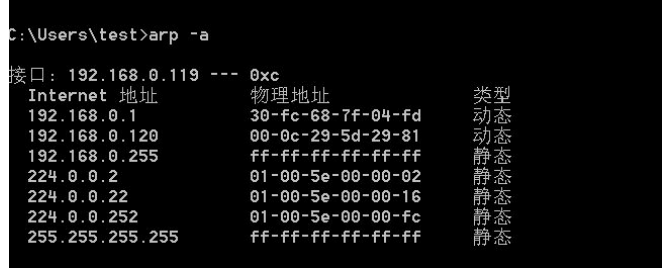 C:\Users\test>arp -a
接口: 192.168.0.119 --- 0xc
Internet 地址 物理地址 类型
192.168.0.1 30-fc-68-7f-04-fd 动态
192.168.0.120 00-0c-29-5d-29-81 动态
192.168.0.255 ff-ff-ff-ff-ff-ff 静态
224.0.0.2 01-00-5e-00-00-02 静态
224.0.0.22 01-00-5e-00-00-16 静态
224.0.0.252 01-00-5e-00-00-fc 静态
255.255.255.255 ff-ff-ff-ff-ff-ff 静态